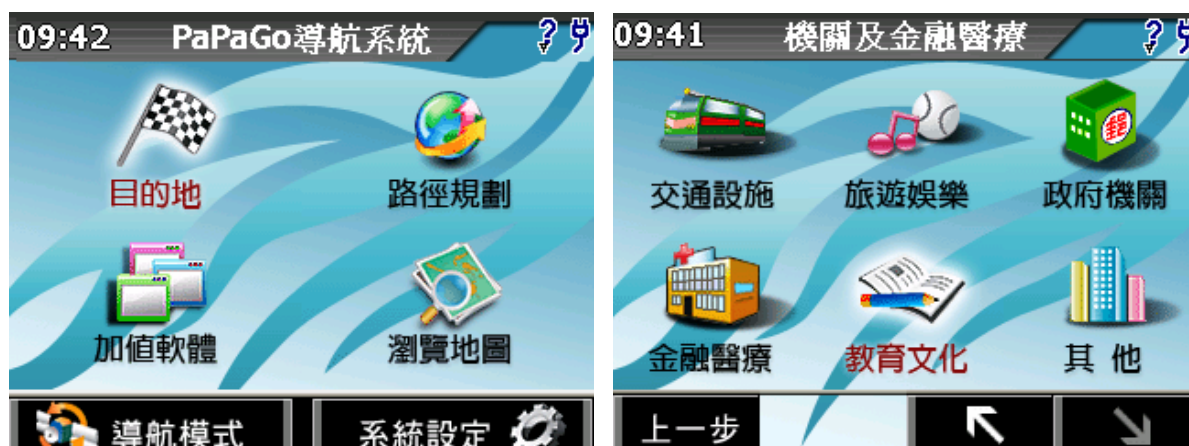 09:42 PaPaGo導航系統
目的地 路徑規劃
加值軟體 瀏覽地圖
導航模式 系統設定
09:41 機關及金融醫療
交通設施 旅遊娛樂 政府機關
郵
金融醫療 教育文化 其他
上一步